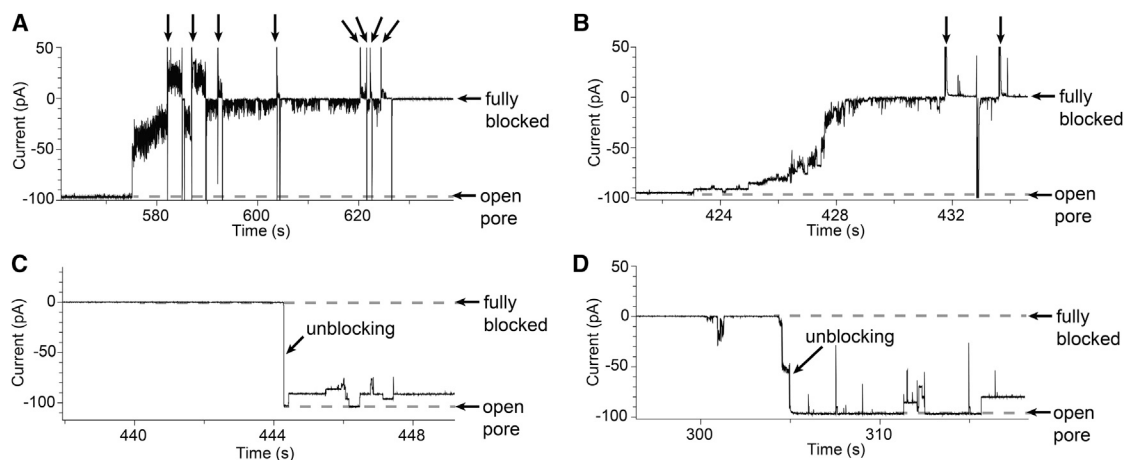 A
50
0
-50
-100
Current (pA)
580
600
620
Time (s)
fully
blocked
open
pore
B
50
0
-50
-100
Current (pA)
424
428
432
Time (s)
fully
blocked
open
pore
C
0
-50
-100
Current (pA)
440
444
448
Time (s)
unblocking
fully
blocked
open
pore
D
50
0
-50
-100
Current (pA)
300
310
Time (s)
unblocking
fully
blocked
open
pore